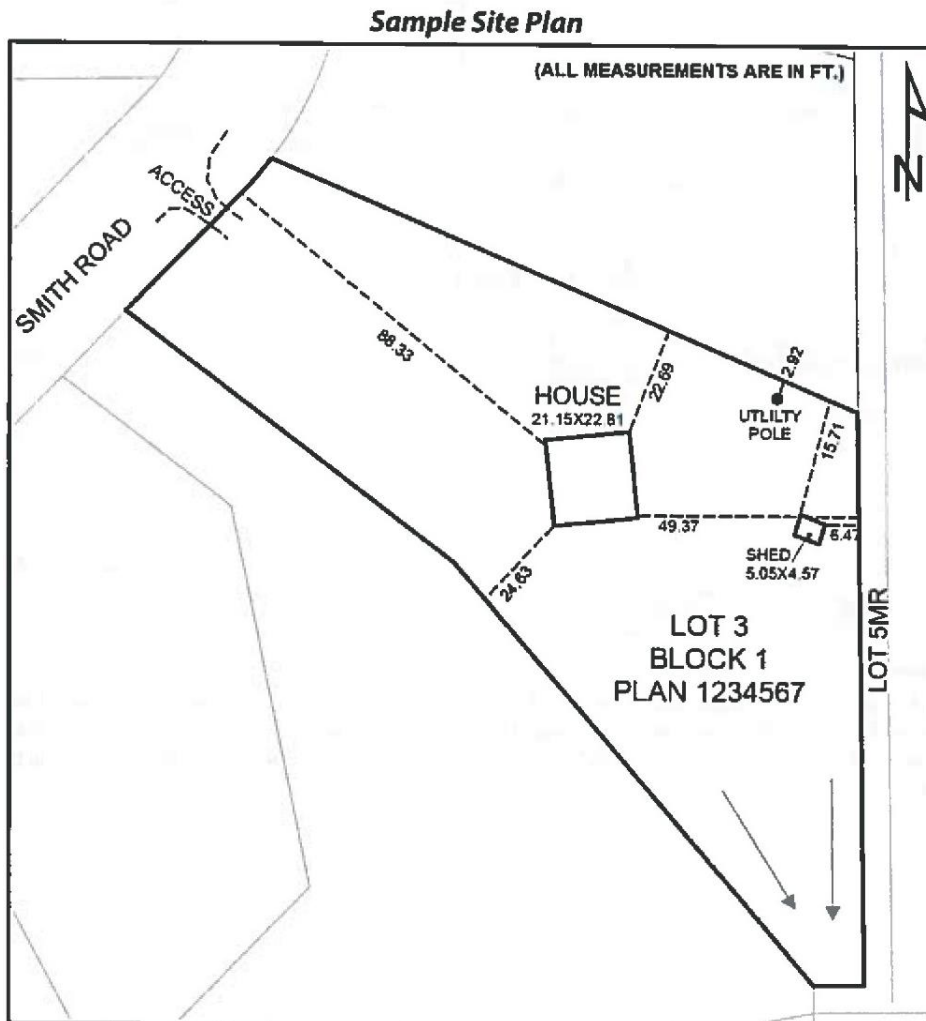 Sample Site Plan
(ALL MEASUREMENTS ARE IN FT.)
N
ACCESS
SMITH ROAD
88.33
HOUSE
21.15X22.81
22.69
2.92
UTLILTY
POLE
15.71
49.37
6.47
SHED
5.05X4.57
24.63
LOT 3
BLOCK 1
PLAN 1234567
LOT 5MR